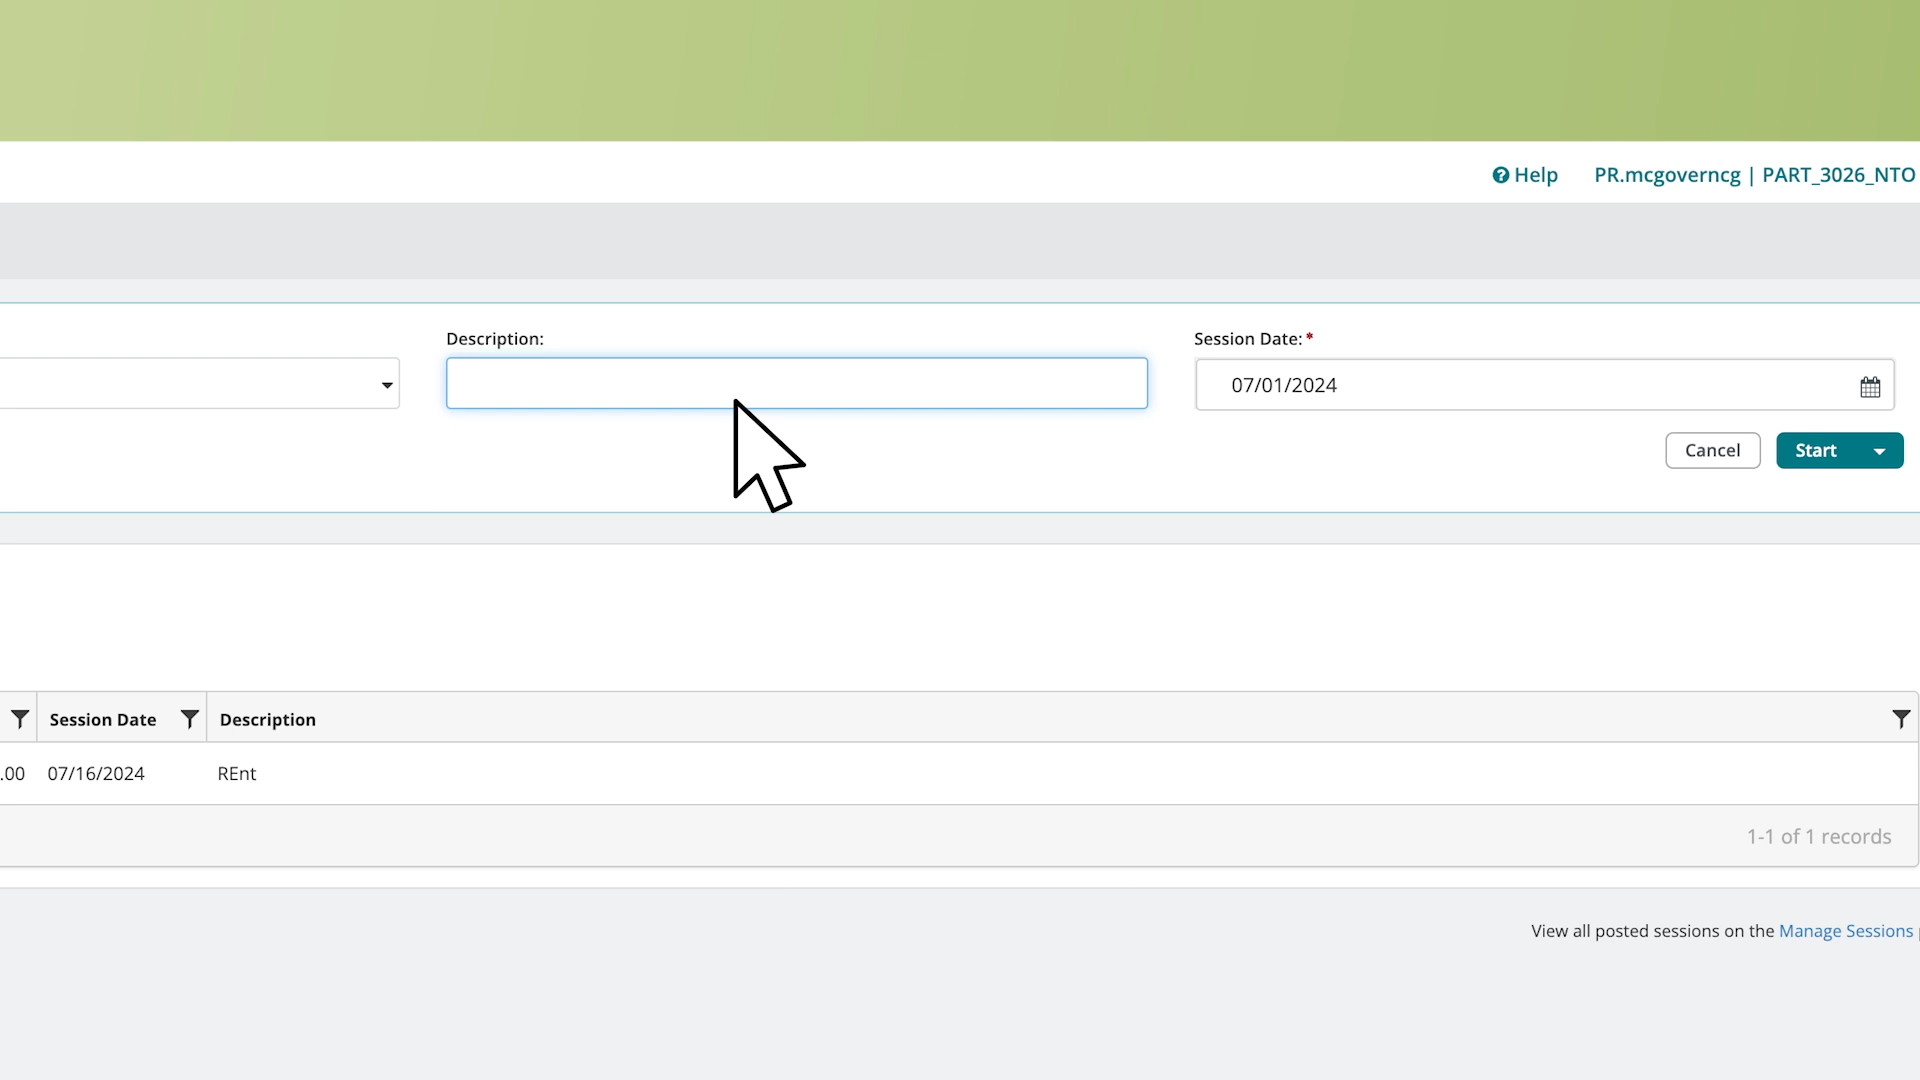 Help PR.mcgoverncg | PART_3026_NTO
Description: Session Date:*
07/01/2024
Cancel Start
Session Date Description
.00 07/16/2024 REnt
1-1 of 1 records
View all posted sessions on the Manage Sessions